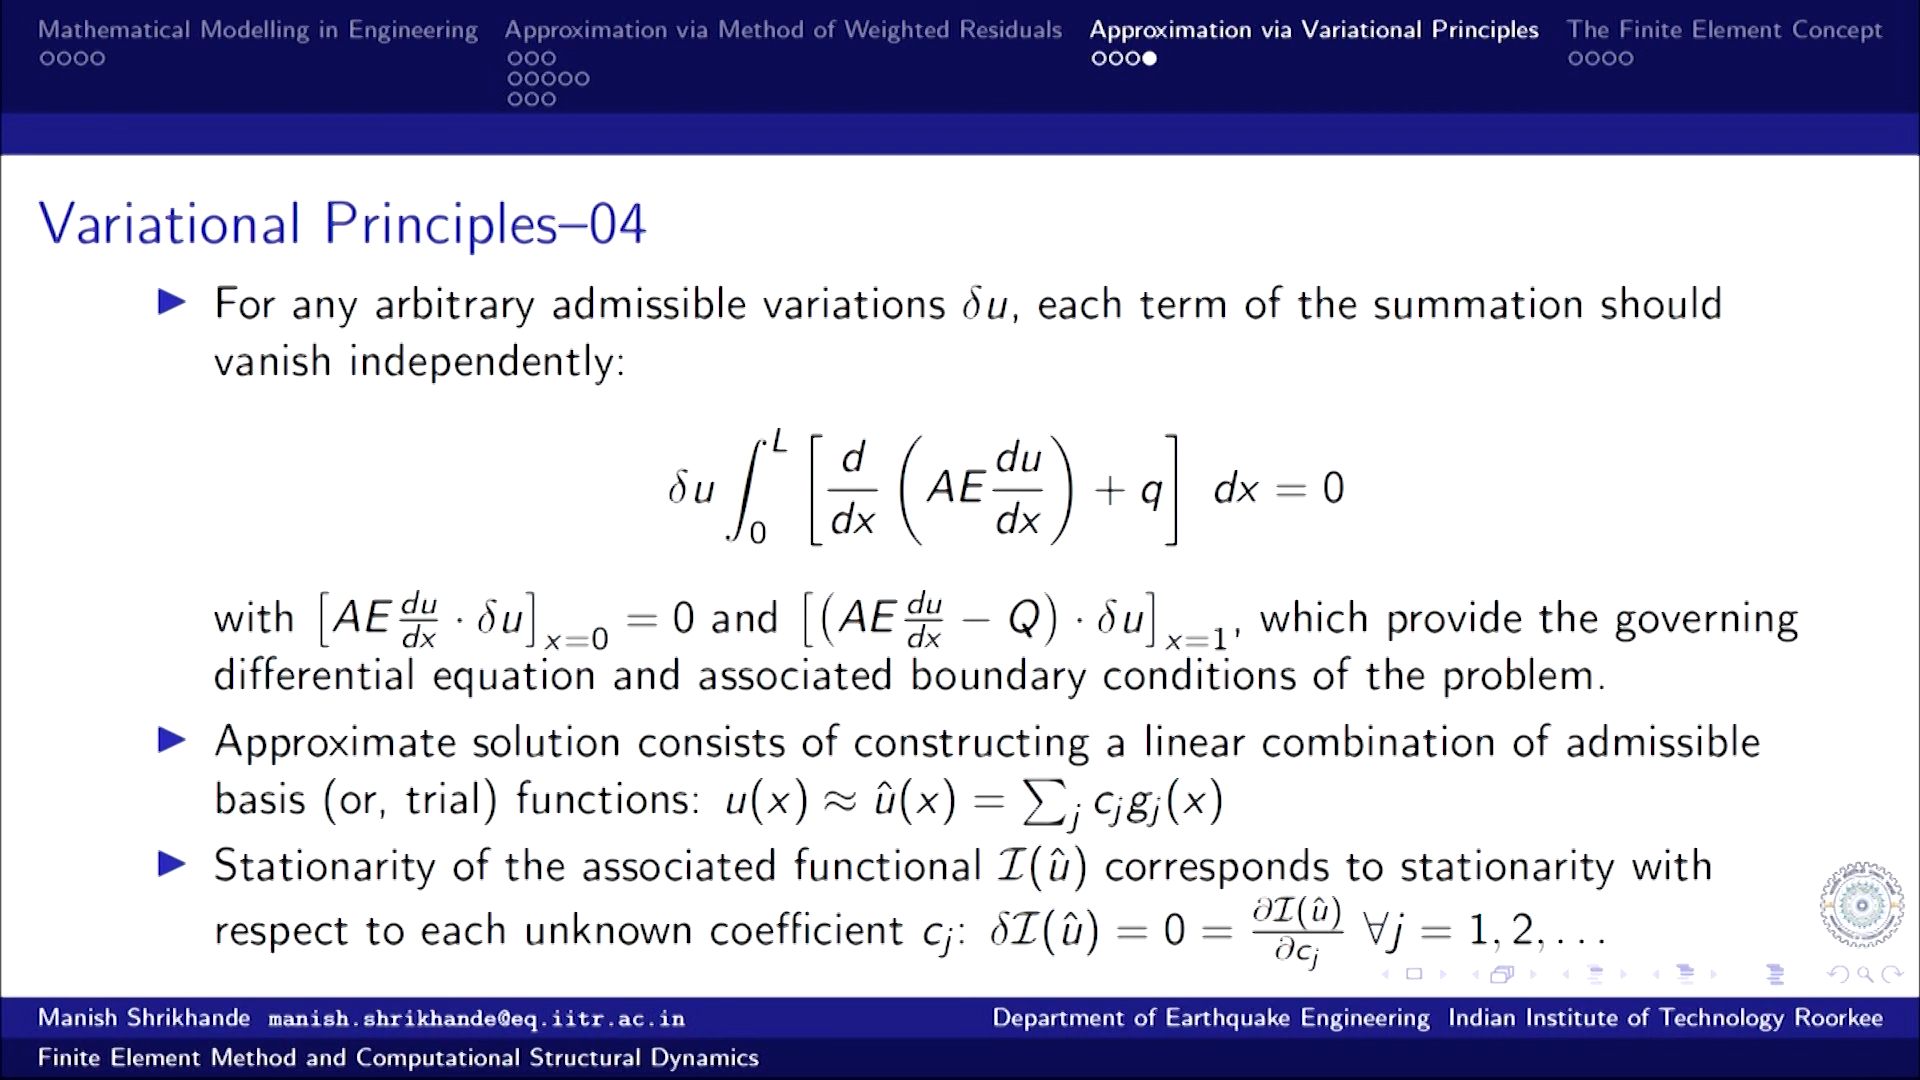 Mathematical Modelling in Engineering Approximation via Method of Weighted Residuals Approximation via Variational Principles The Finite Element Concept
Variational Principles–04
For any arbitrary admissible variations δu, each term of the summation should
vanish independently:
δu ∫_0^L [ d/dx ( AE du/dx ) + q ] dx = 0
with [AE du/dx · δu]_{x=0} = 0 and [(AE du/dx − Q) · δu]_{x=1}, which provide the governing
differential equation and associated boundary conditions of the problem.
Approximate solution consists of constructing a linear combination of admissible
basis (or, trial) functions: u(x) ≈ û(x) = ∑_j c_j g_j(x)
Stationarity of the associated functional ℐ(û) corresponds to stationarity with
respect to each unknown coefficient c_j: δℐ(û) = 0 = ∂ℐ(û)/∂c_j ∀j = 1, 2, . . .
Manish Shrikhande manish.shrikhande@eq.iitr.ac.in Department of Earthquake Engineering Indian Institute of Technology Roorkee
Finite Element Method and Computational Structural Dynamics